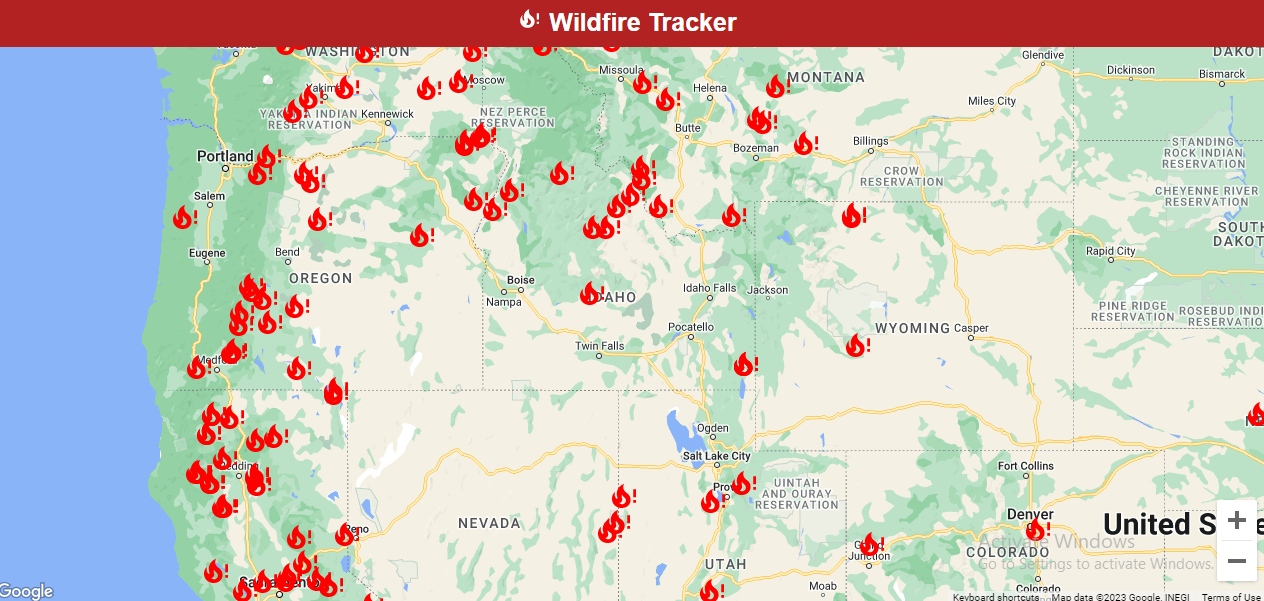 ! Wildfire Tracker
WASHINGTON
DAKOT
Glendive
Missoula
Dickinson
Bismarck
Moscow
MONTANA
Helena
Yakima
Miles City
NEZ PERCE
RESERVATION
YAKAMA INDIAN
RESERVATION
Kennewick
Butte
Billings
Bozeman
STANDING
ROCK INDIAN
RESERVATION
Portland
CROW
RESERVATION
CHEYENNE RIVER
RESERVATION
Salem
SOUTH
DAKOT
Eugene
Bend
Rapid City
OREGON
Boise
Nampa
IDAHO
Idaho Falls
Jackson
PINE RIDGE
RESERVATION
ROSEBUD INDI
RESERVATIO
Pocatello
WYOMING
Casper
Twin Falls
Medford
Ogden
Salt Lake City
Redding
Fort Collins
Provo
UINTAH
AND OURAY
RESERVATION
Denver
United S
NEVADA
Reno
Activate Windows
Grand
Junction
COLORADO
Go to Settings to activate Windows.
UTAH
Sacramento
Moab
Colorado
Google
Keyboard shortcuts
Map data ©2023 Google, INEGI
Terms of Use